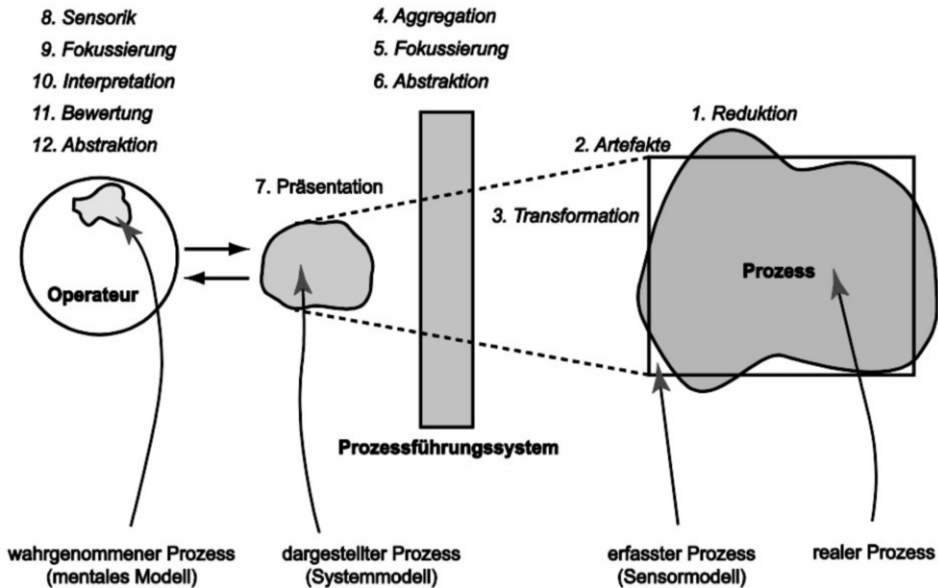 8. Sensorik
9. Fokussierung
10. Interpretation
11. Bewertung
12. Abstraktion
4. Aggregation
5. Fokussierung
6. Abstraktion
1. Reduktion
2. Artefakte
7. Präsentation
3. Transformation
Operateur
Prozess
Prozessführungssystem
wahrgenommener Prozess
(mentales Modell)
dargestellter Prozess
(Systemmodell)
erfasster Prozess
(Sensormodell)
realer Prozess